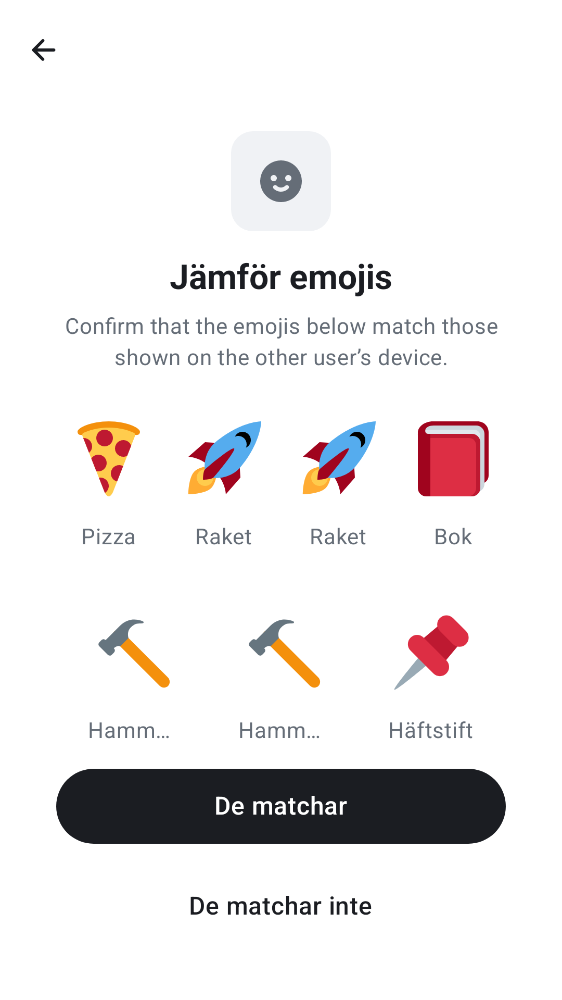 Jämför emojis
Confirm that the emojis below match those
shown on the other user’s device.
Pizza Raket Raket Bok
Hamm… Hamm… Häftstift
De matchar
De matchar inte